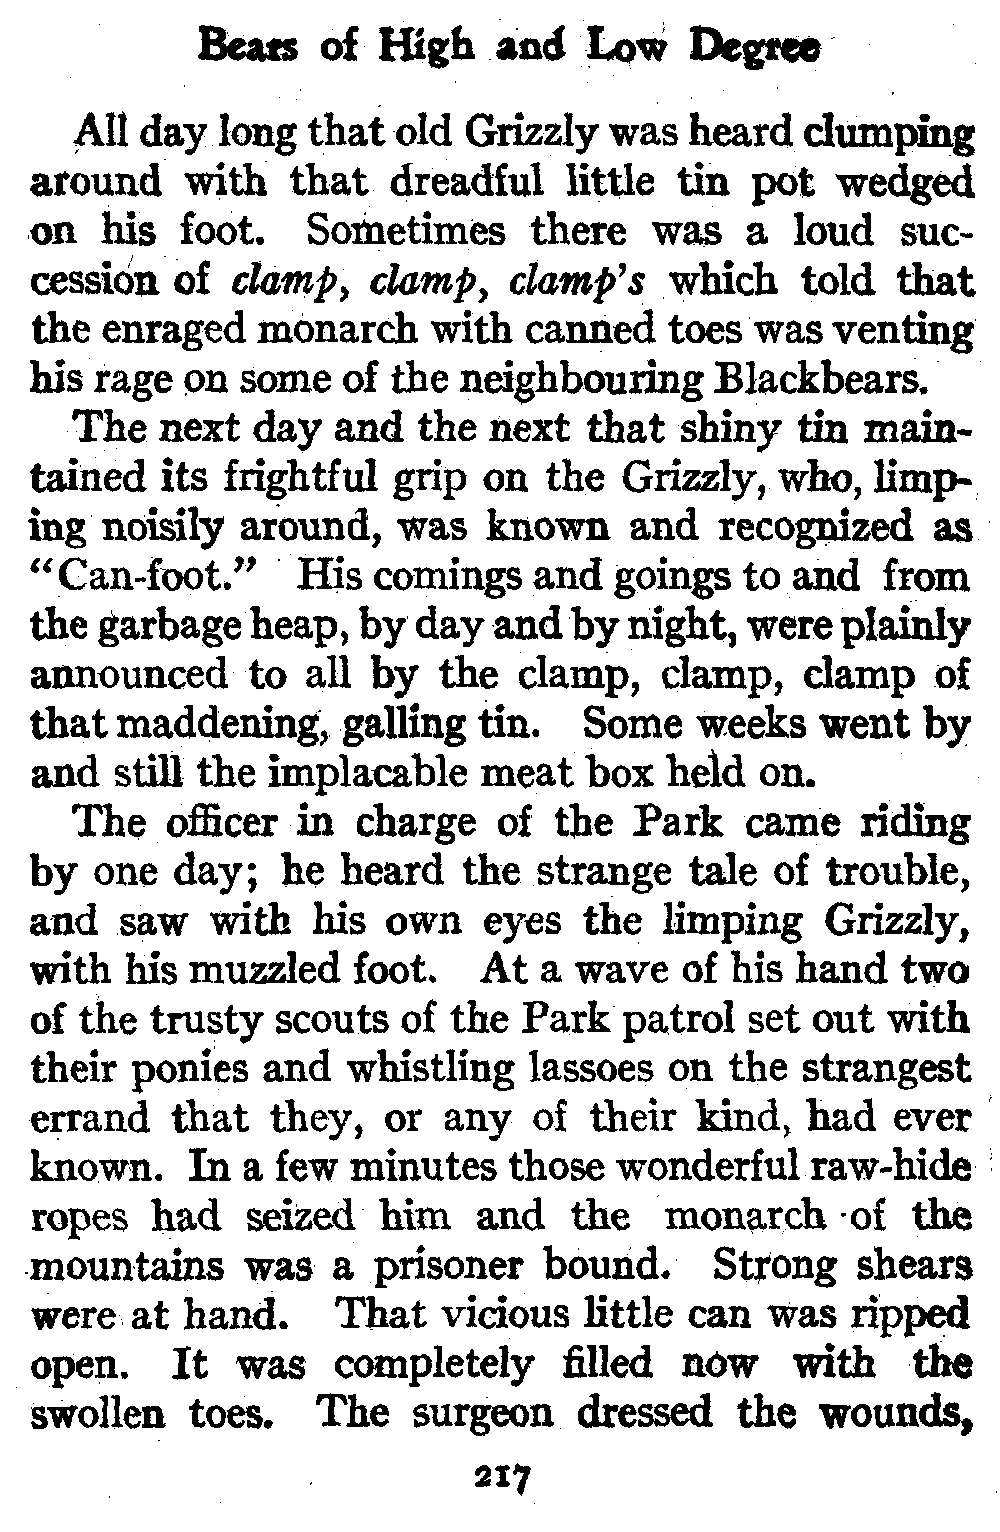 Bears of High and Low Degree
All day long that old Grizzly was heard clumping
around with that dreadful little tin pot wedged
on his foot. Sometimes there was a loud suc-
cession of clamp, clamp, clamp's which told that
the enraged monarch with canned toes was venting
his rage on some of the neighbouring Blackbears.
The next day and the next that shiny tin main-
tained its frightful grip on the Grizzly, who, limp-
ing noisily around, was known and recognized as
“Can-foot.” His comings and goings to and from
the garbage heap, by day and by night, were plainly
announced to all by the clamp, clamp, clamp of
that maddening, galling tin. Some weeks went by
and still the implacable meat box held on.
The officer in charge of the Park came riding
by one day; he heard the strange tale of trouble,
and saw with his own eyes the limping Grizzly,
with his muzzled foot. At a wave of his hand two
of the trusty scouts of the Park patrol set out with
their ponies and whistling lassoes on the strangest
errand that they, or any of their kind, had ever
known. In a few minutes those wonderful raw-hide
ropes had seized him and the monarch of the
mountains was a prisoner bound. Strong shears
were at hand. That vicious little can was ripped
open. It was completely filled now with the
swollen toes. The surgeon dressed the wounds,
217